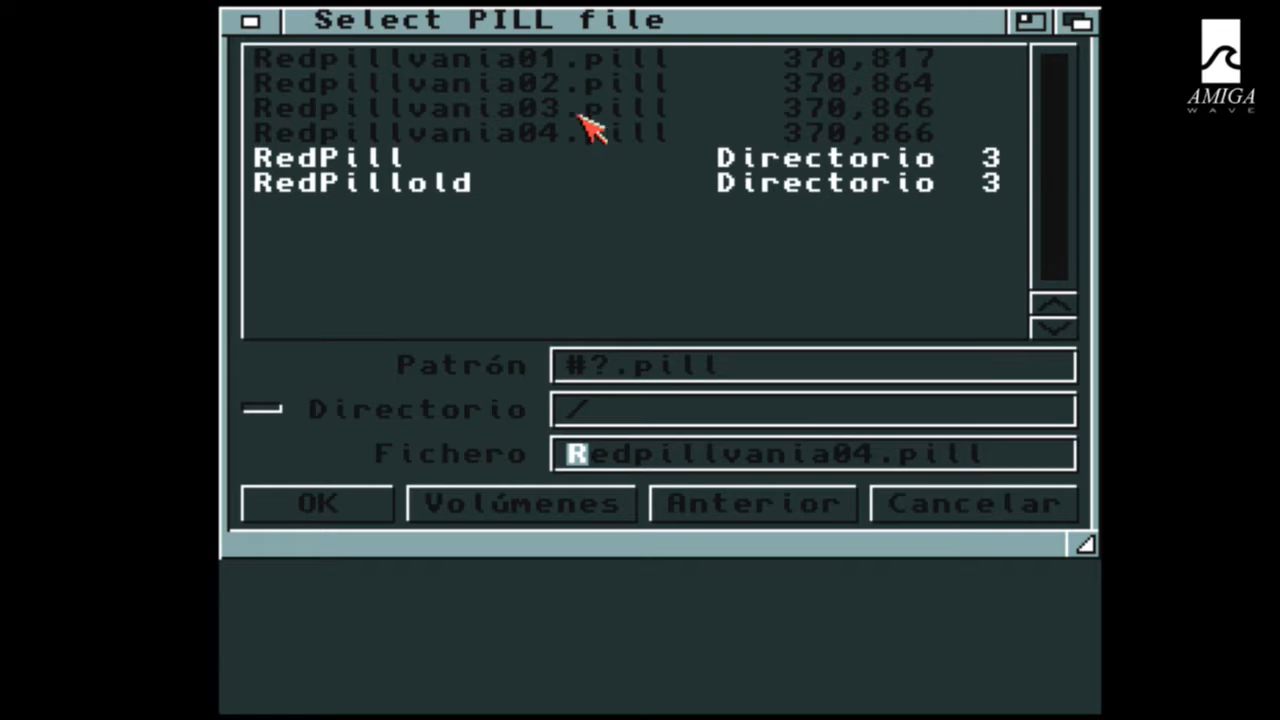 Select PILL file
Redpillvania01.pill 370,817
Redpillvania02.pill 370,864
Redpillvania03.pill 370,866
Redpillvania04.pill 370,866
RedPill Directorio 3
RedPillold Directorio 3
Patrón #?.pill
Directorio /
Fichero Redpillvania04.pill
OK Volúmenes Anterior Cancelar
AMIGA
WAVE